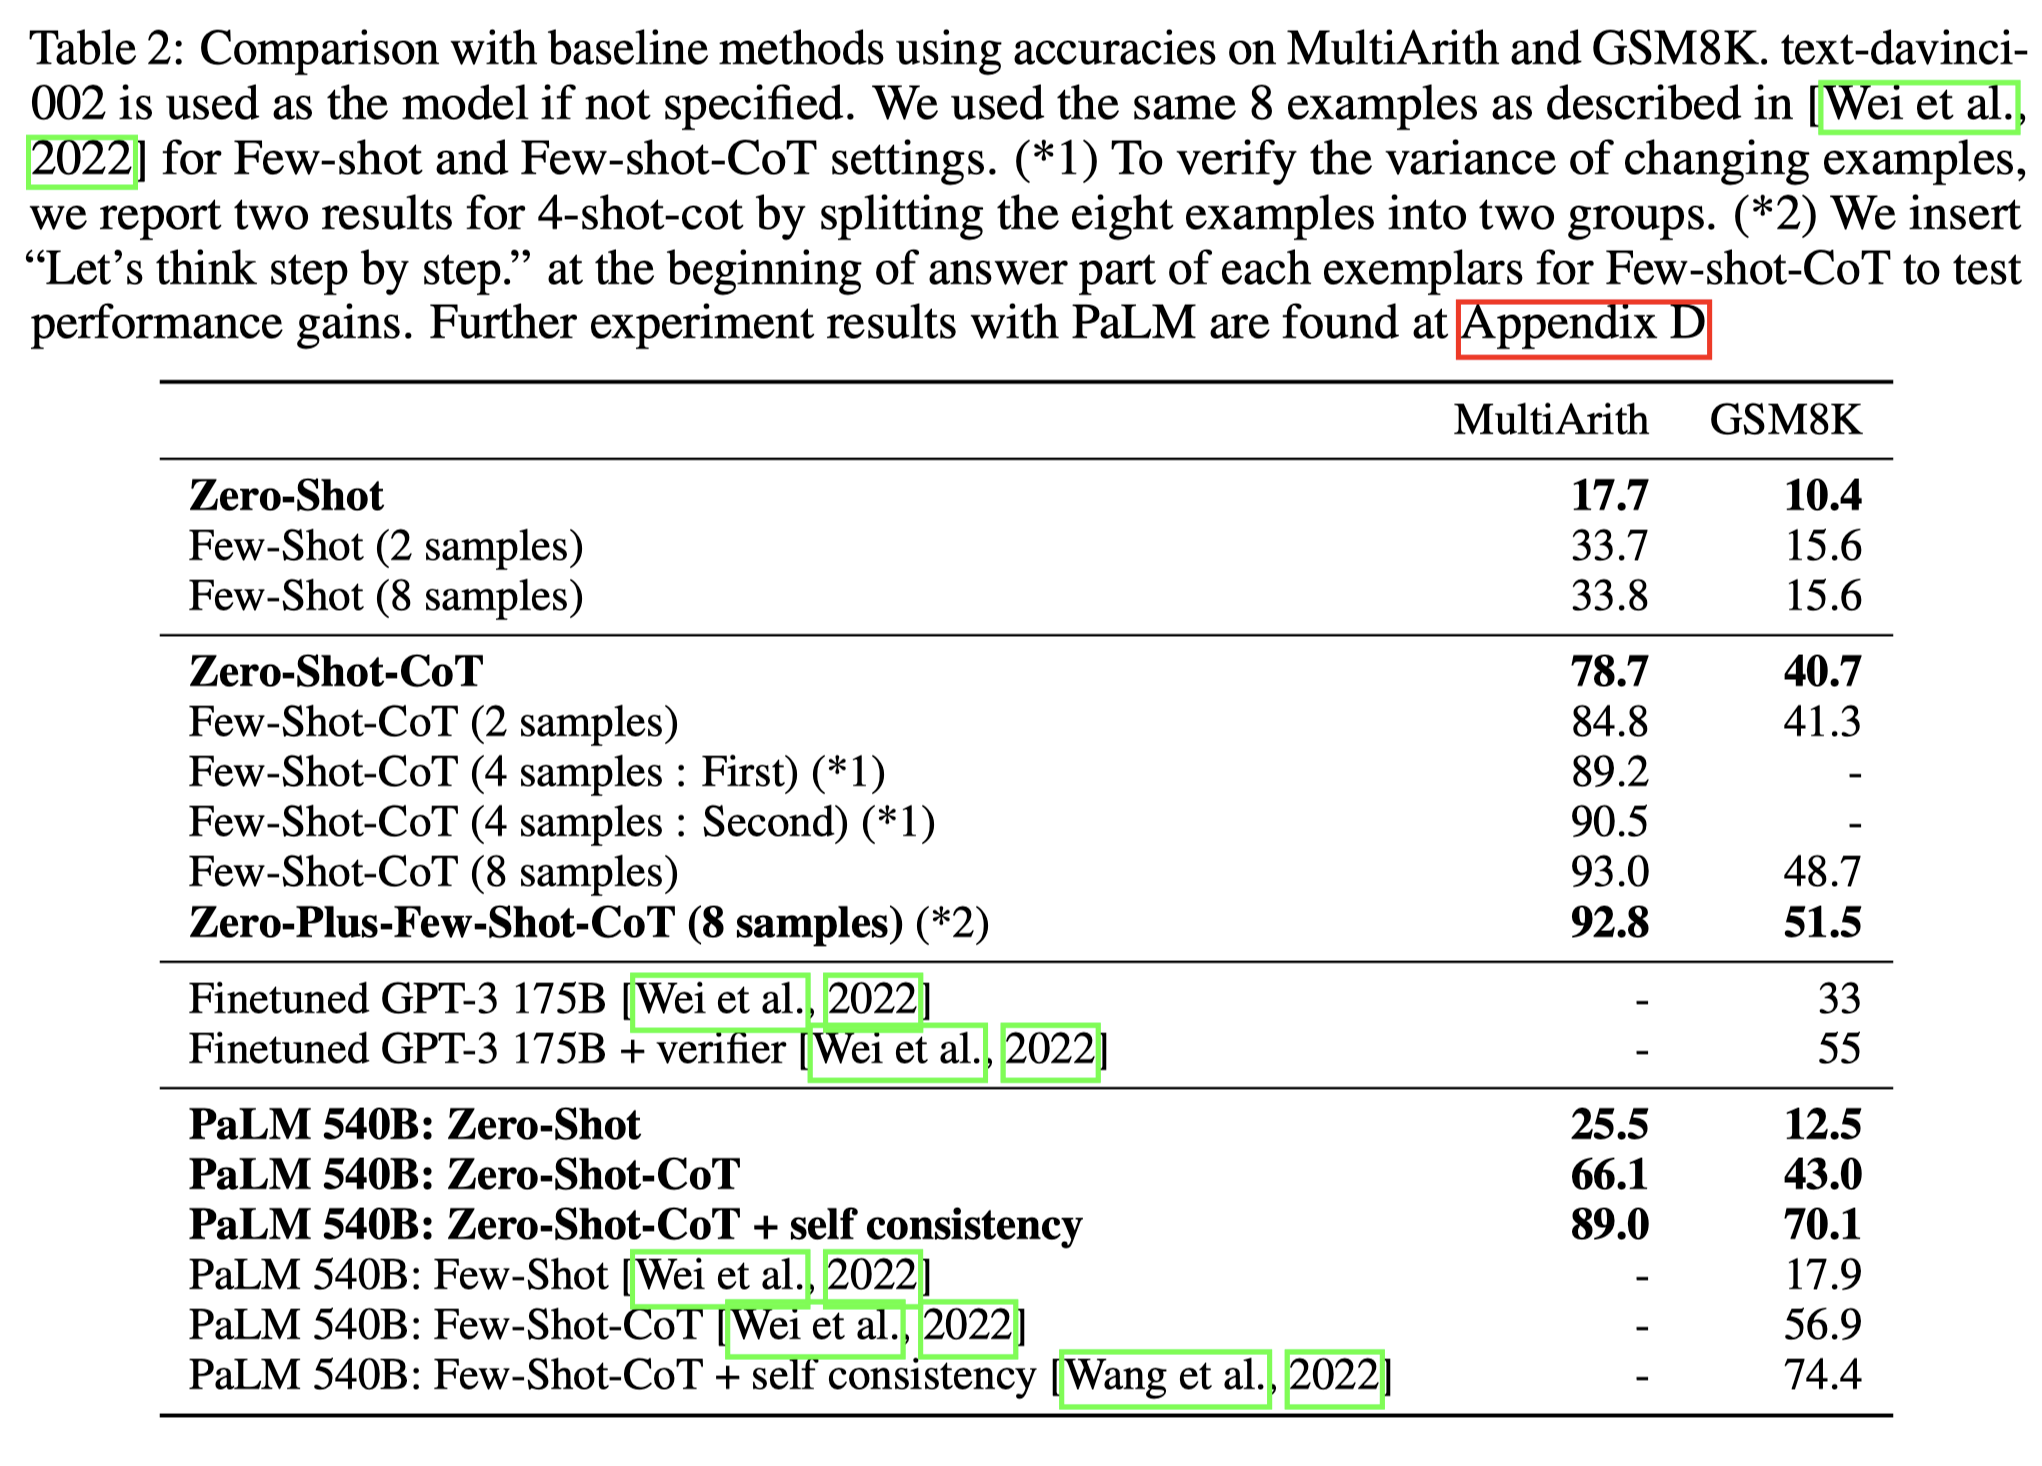 Table 2: Comparison with baseline methods using accuracies on MultiArith and GSM8K. text-davinci-
002 is used as the model if not specified. We used the same 8 examples as described in [Wei et al.,
2022] for Few-shot and Few-shot-CoT settings. (*1) To verify the variance of changing examples,
we report two results for 4-shot-cot by splitting the eight examples into two groups. (*2) We insert
“Let’s think step by step.” at the beginning of answer part of each exemplars for Few-shot-CoT to test
performance gains. Further experiment results with PaLM are found at Appendix D
MultiArith GSM8K
Zero-Shot 17.7 10.4
Few-Shot (2 samples) 33.7 15.6
Few-Shot (8 samples) 33.8 15.6
Zero-Shot-CoT 78.7 40.7
Few-Shot-CoT (2 samples) 84.8 41.3
Few-Shot-CoT (4 samples : First) (*1) 89.2 -
Few-Shot-CoT (4 samples : Second) (*1) 90.5 -
Few-Shot-CoT (8 samples) 93.0 48.7
Zero-Plus-Few-Shot-CoT (8 samples) (*2) 92.8 51.5
Finetuned GPT-3 175B [Wei et al., 2022] - 33
Finetuned GPT-3 175B + verifier [Wei et al., 2022] - 55
PaLM 540B: Zero-Shot 25.5 12.5
PaLM 540B: Zero-Shot-CoT 66.1 43.0
PaLM 540B: Zero-Shot-CoT + self consistency 89.0 70.1
PaLM 540B: Few-Shot [Wei et al., 2022] - 17.9
PaLM 540B: Few-Shot-CoT [Wei et al., 2022] - 56.9
PaLM 540B: Few-Shot-CoT + self consistency [Wang et al., 2022] - 74.4